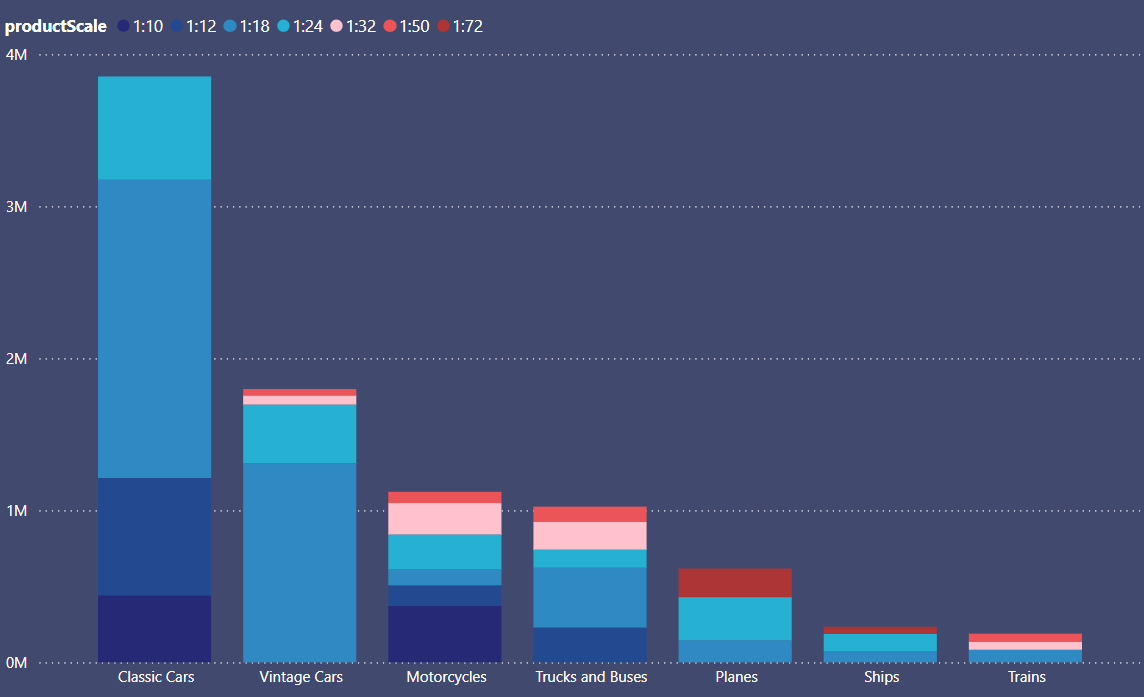 productScale 1:10 1:12 1:18 1:24 1:32 1:50 1:72
4M
3M
2M
1M
0M
Classic Cars Vintage Cars Motorcycles Trucks and Buses Planes Ships Trains